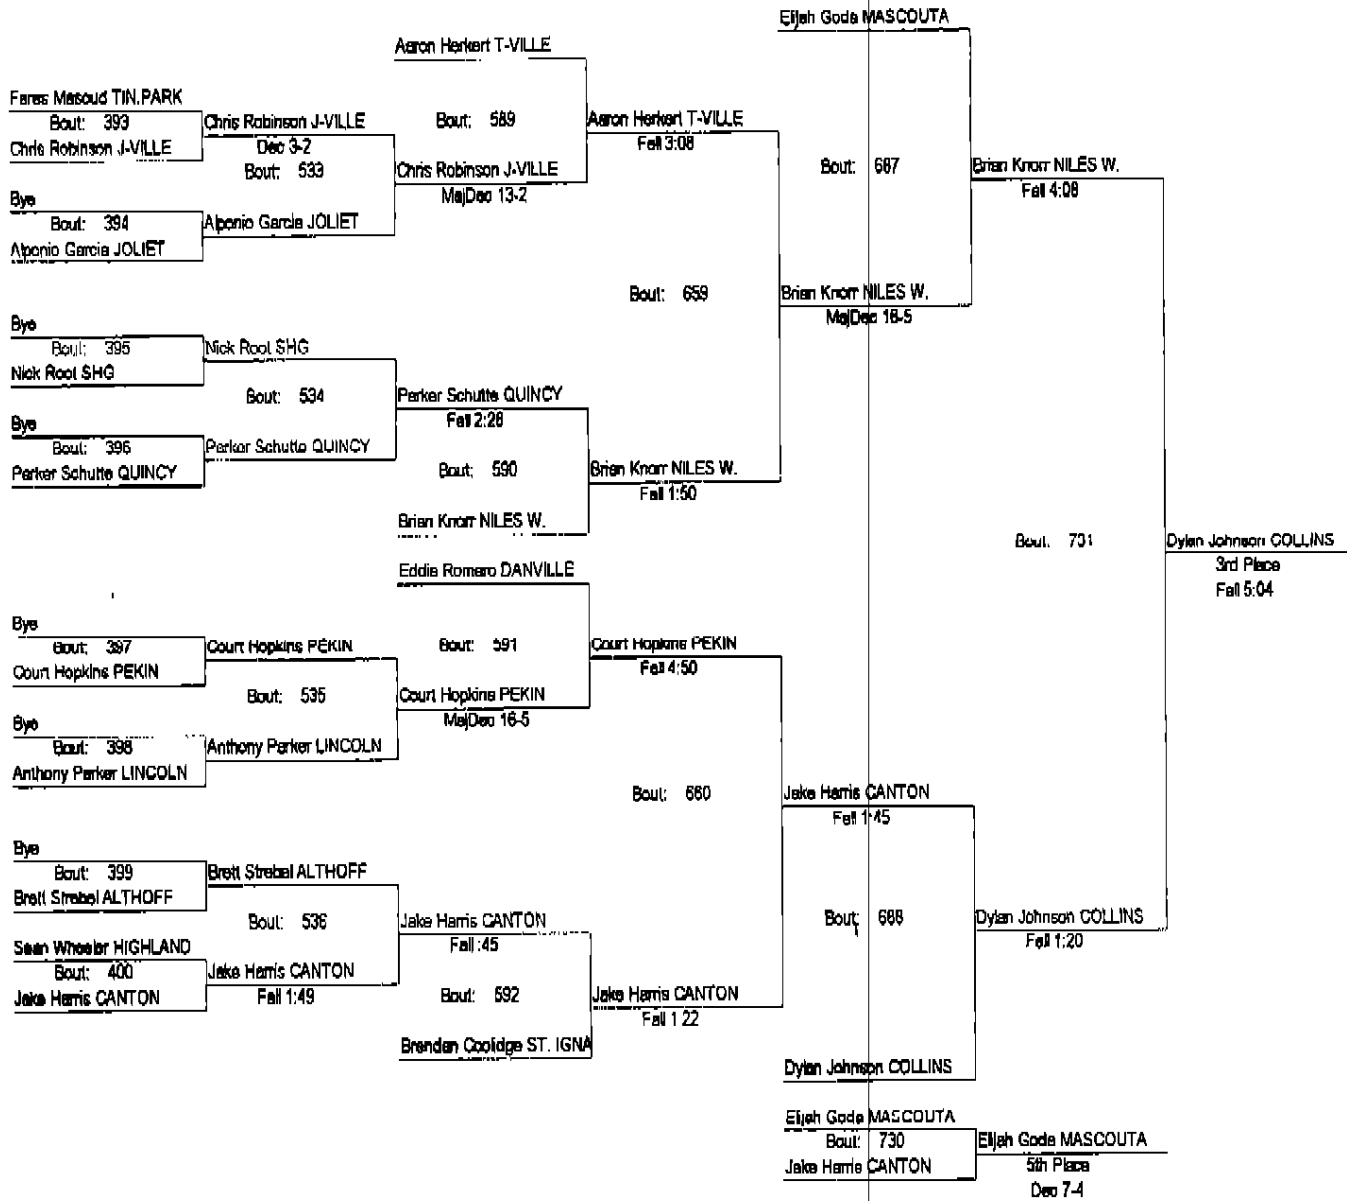 Elijah Goda MASCOUTA
Aaron Herkert T-VILLE
Faras Masoud TIN.PARK
Bout: 393
Chris Robinson J-VILLE
Chris Robinson J-VILLE
Dec 3-2
Bout: 533
Bye
Bout: 394
Alponio Garcia JOLIET
Alponio Garcia JOLIET
Bout: 589
Chris Robinson J-VILLE
MajDec 13-2
Aaron Herkert T-VILLE
Fall 3:08
Bout: 687
Brian Knorr NILES W.
Fall 4:08
Bout: 659
Brian Knorr NILES W.
MajDec 16-5
Bye
Bout: 395
Nick Root SHG
Nick Root SHG
Bout: 534
Bye
Bout: 396
Parker Schutte QUINCY
Parker Schutte QUINCY
Parker Schutte QUINCY
Fall 2:28
Bout: 590
Brian Knorr NILES W.
Brian Knorr NILES W.
Fall 1:50
Bout: 731
Dylan Johnson COLLINS
3rd Place
Fall 5:04
Eddie Romero DANVILLE
Bye
Bout: 397
Court Hopkins PEKIN
Court Hopkins PEKIN
Bout: 535
Bye
Bout: 398
Anthony Parker LINCOLN
Anthony Parker LINCOLN
Bout: 591
Court Hopkins PEKIN
MajDec 16-5
Court Hopkins PEKIN
Fall 4:50
Bout: 660
Jake Harris CANTON
Fall 1:45
Bye
Bout: 399
Brett Strebel ALTHOFF
Brett Strebel ALTHOFF
Bout: 536
Sean Wheeler HIGHLAND
Bout: 400
Jake Harris CANTON
Jake Harris CANTON
Fall 1:49
Jake Harris CANTON
Fall :45
Bout: 592
Brendan Coolidge ST. IGNA
Jake Harris CANTON
Fall 1:22
Bout: 688
Dylan Johnson COLLINS
Fall 1:20
Dylan Johnson COLLINS
Elijah Goda MASCOUTA
Bout: 730
Jake Harris CANTON
Elijah Goda MASCOUTA
5th Place
Dec 7-4